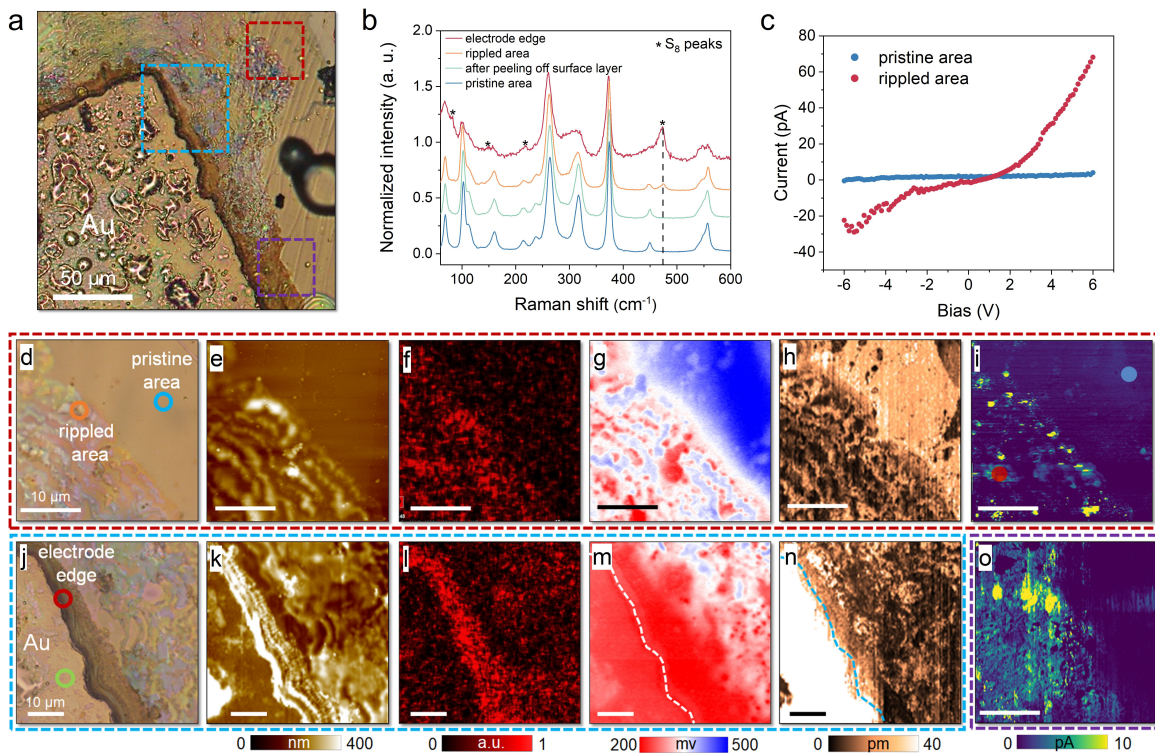 a
b
c
Au
50 µm
2.0
1.5
1.0
0.5
0.0
Normalized intensity (a. u.)
electrode edge
rippled area
after peeling off surface layer
pristine area
* S₈ peaks
*
*
*
*
100
200
300
400
500
600
Raman shift (cm⁻¹)
80
60
40
20
0
-20
-40
Current (pA)
pristine area
rippled area
-6
-4
-2
0
2
4
6
Bias (V)
d
pristine
area
rippled
area
10 µm
e
f
g
h
i
j
electrode
edge
Au
10 µm
k
l
m
n
o
0 nm 400
0 a.u. 1
200 mv 500
0 pm 40
0 pA 10